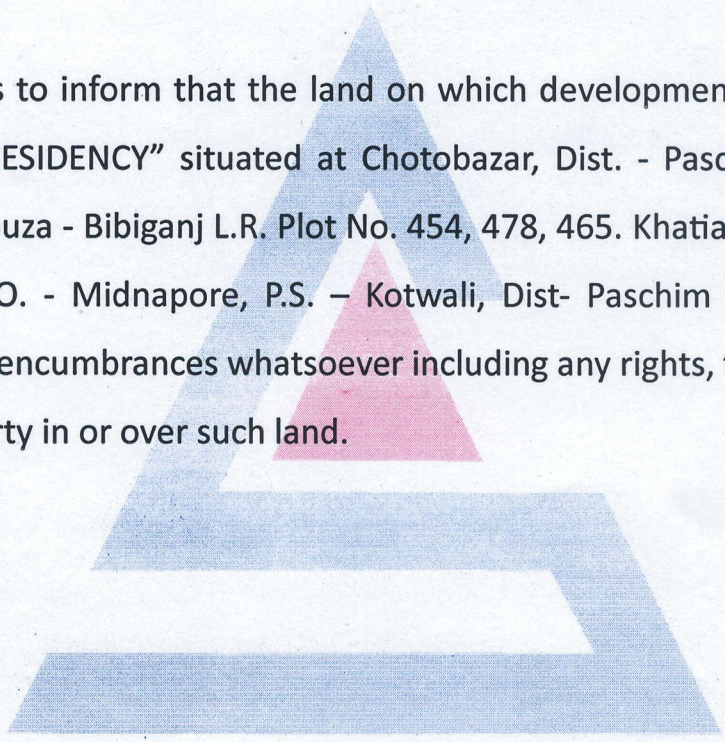 s to inform that the land on which developmen
ESIDENCY” situated at Chotobazar, Dist. - Pasc
uza - Bibiganj L.R. Plot No. 454, 478, 465. Khatia
O. - Midnapore, P.S. – Kotwali, Dist- Paschim
encumbrances whatsoever including any rights,
rty in or over such land.